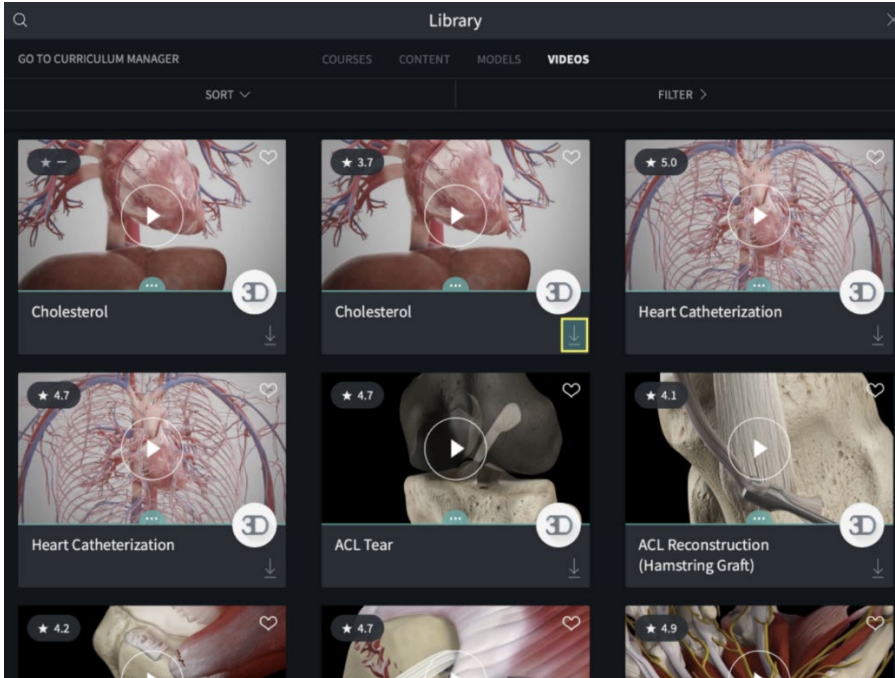 Library
GO TO CURRICULUM MANAGER
COURSES
CONTENT
MODELS
VIDEOS
SORT
FILTER
★ —
★ 3.7
★ 5.0
3D
3D
3D
Cholesterol
Cholesterol
Heart Catheterization
★ 4.7
★ 4.1
3D
3D
3D
Heart Catheterization
ACL Tear
ACL Reconstruction
(Hamstring Graft)
★ 4.2
★ 4.7
★ 4.9